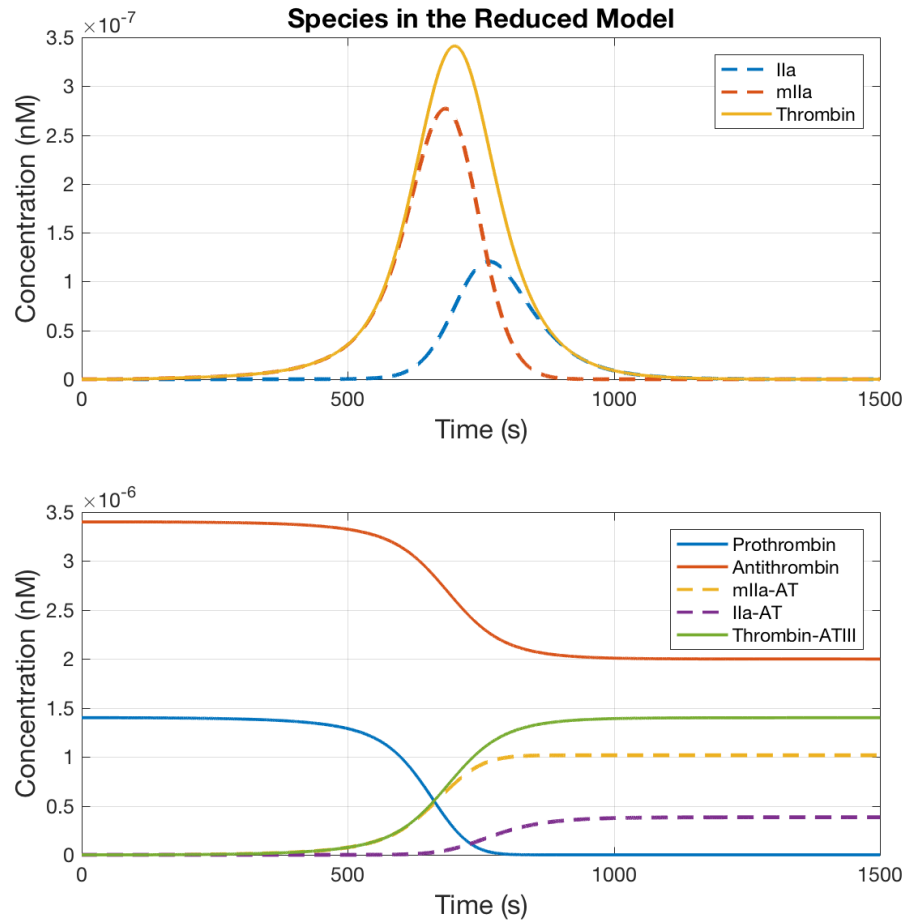 Species in the Reduced Model
×10⁻⁷
3.5
3
2.5
2
1.5
1
0.5
0
Concentration (nM)
IIa
mIIa
Thrombin
0 500 1000 1500
Time (s)
×10⁻⁶
3.5
3
2.5
2
1.5
1
0.5
0
Concentration (nM)
Prothrombin
Antithrombin
mIIa-AT
IIa-AT
Thrombin-ATIII
0 500 1000 1500
Time (s)